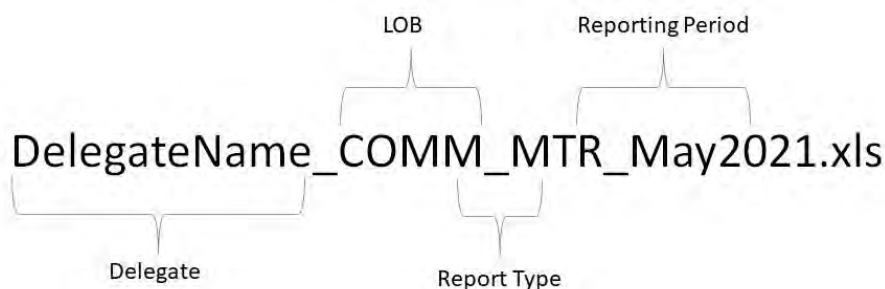 LOB Reporting Period
DelegateName_COMM_MTR_May2021.xls
Delegate Report Type